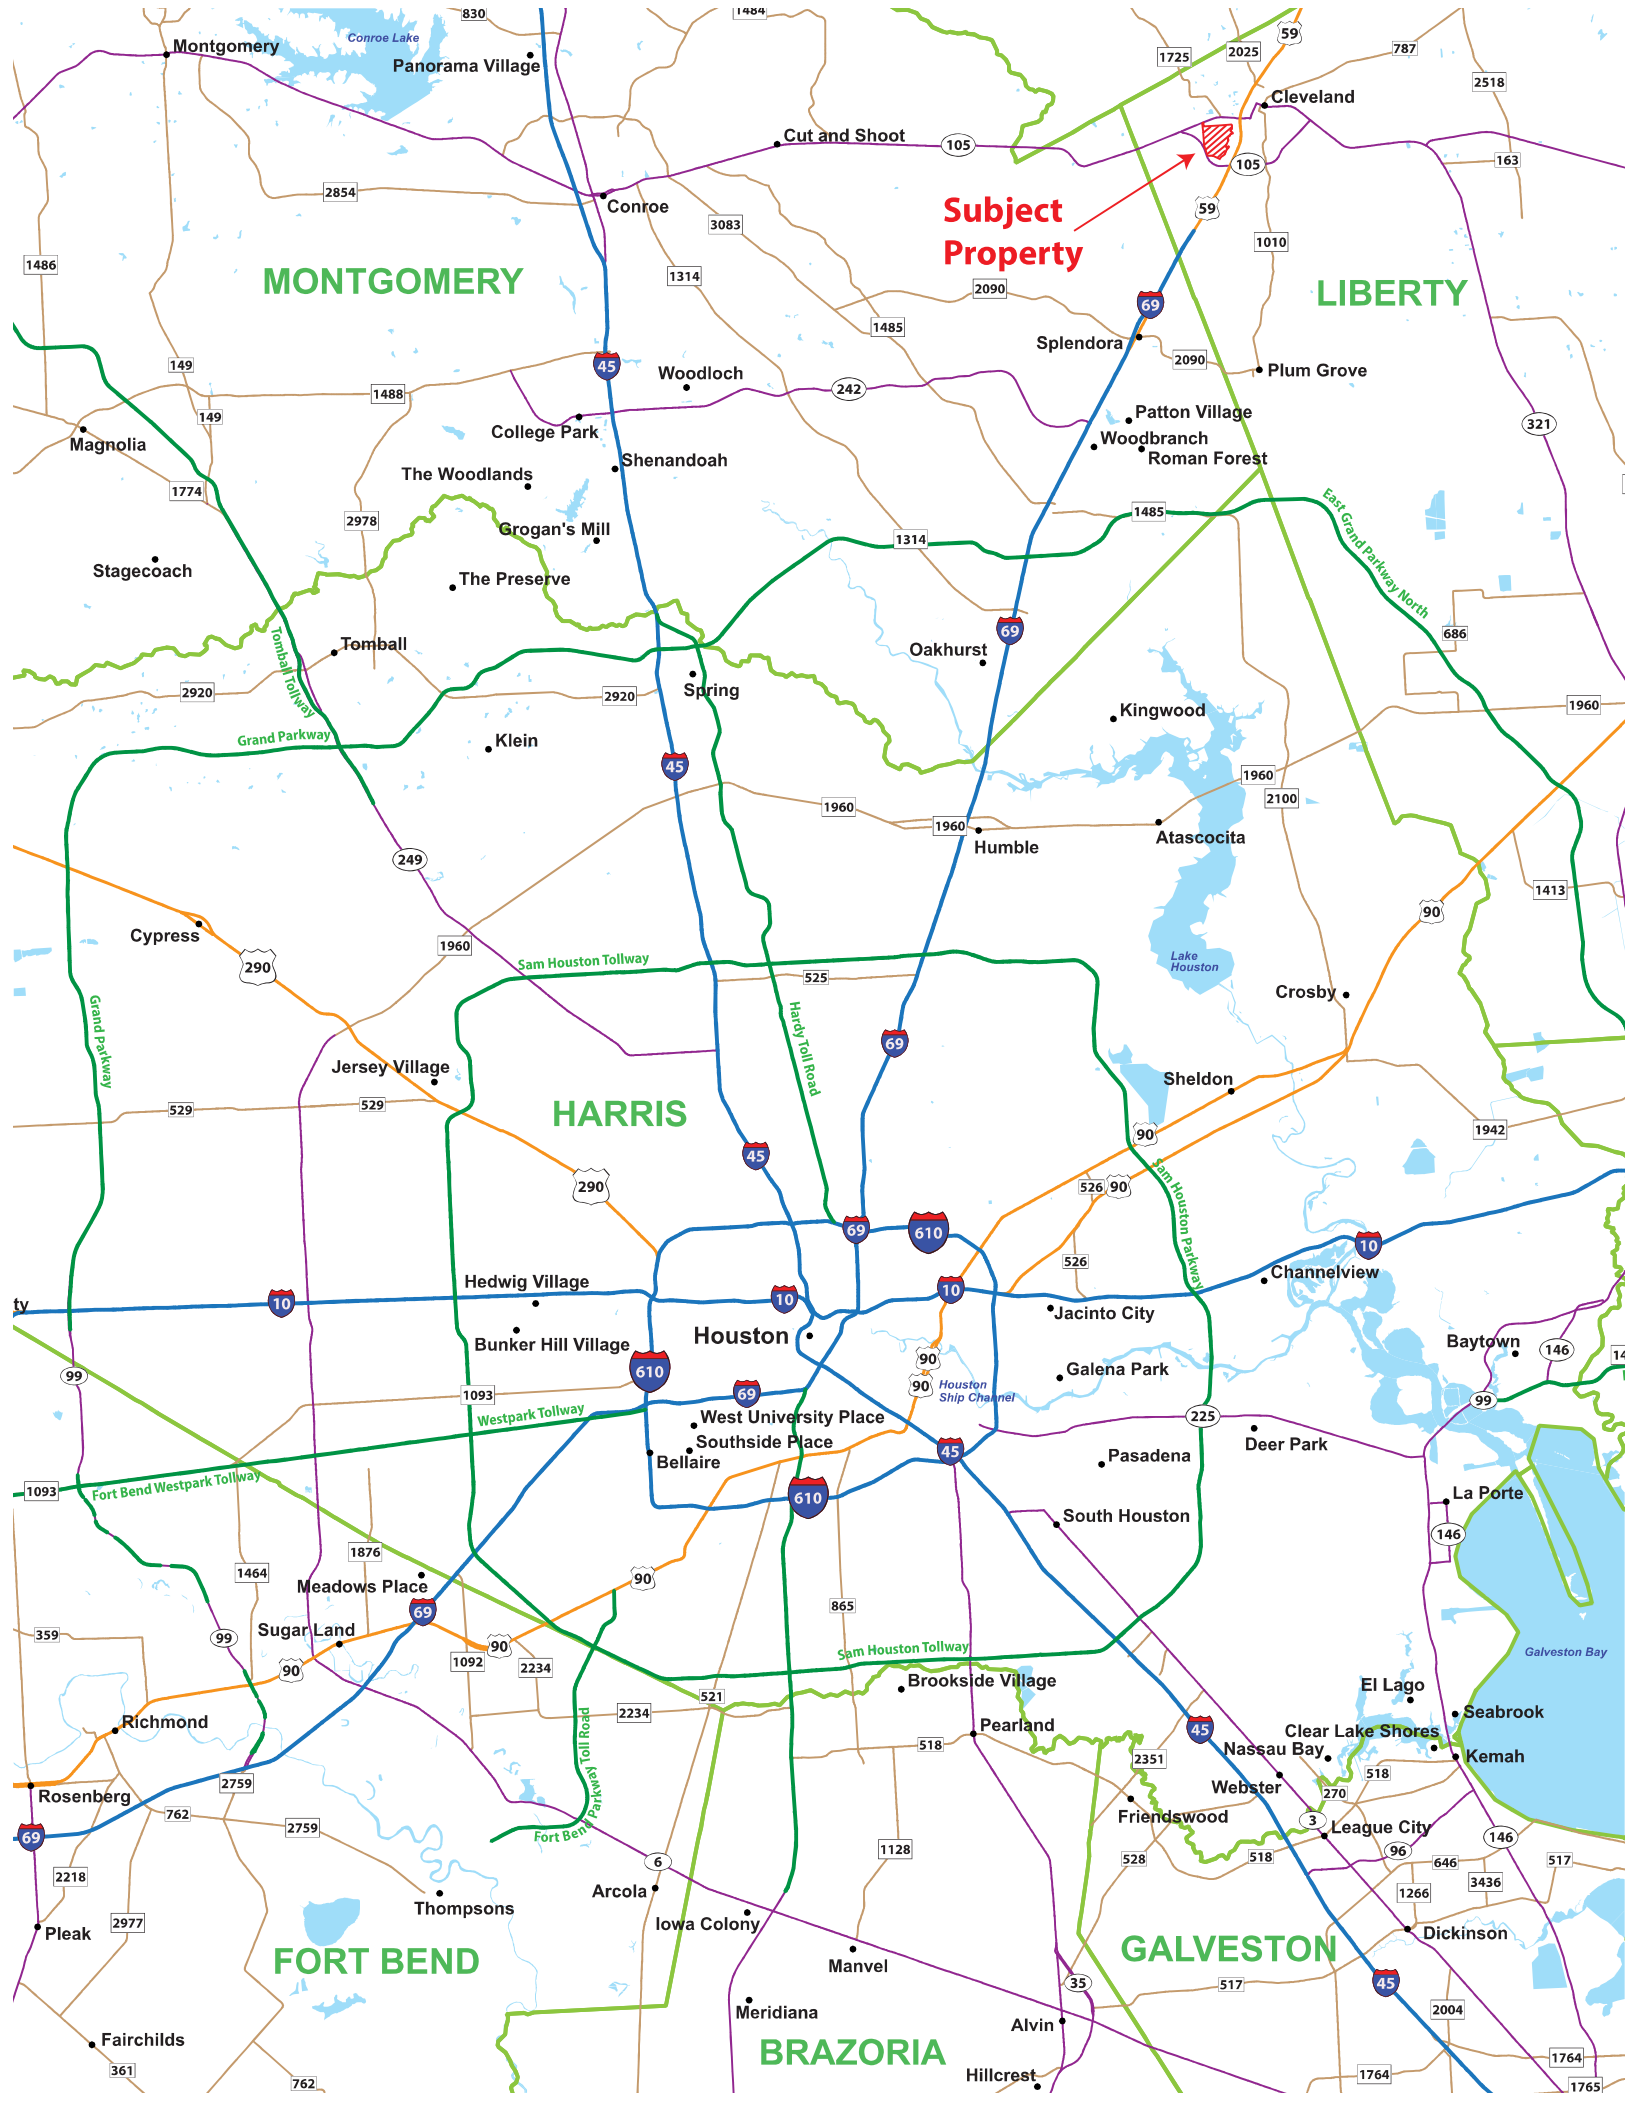 830
1484
59
Conroe Lake
Montgomery
Panorama Village
1725
2025
787
2518
Cleveland
Cut and Shoot
105
163
105
2854
Conroe
Subject
Property
59
3083
1010
1486
MONTGOMERY
1314
2090
LIBERTY
69
1485
Splendora
2090
Plum Grove
149
45
Woodloch
1488
242
149
Patton Village
321
College Park
Woodbranch
Magnolia
Roman Forest
Shenandoah
The Woodlands
1774
East Grand Parkway North
1485
2978
Grogan's Mill
1314
Stagecoach
The Preserve
69
686
Tomball
Oakhurst
Tomball Tollway
2920
2920
Spring
1960
Kingwood
Grand Parkway
Klein
45
1960
1960
2100
1960
Humble
Atascocita
249
1413
90
Cypress
1960
290
Sam Houston Tollway
Lake
Houston
525
Crosby
Grand Parkway
Hardy Toll Road
69
Jersey Village
Sheldon
529
529
HARRIS
1942
90
45
Sam Houston Parkway
290
526
90
69
610
10
526
Channelview
Hedwig Village
10
10
10
ty
Jacinto City
Houston
Bunker Hill Village
Baytown
146
14
90
610
Galena Park
99
90
Houston
Ship Channel
69
1093
99
Westpark Tollway
West University Place
225
Southside Place
Deer Park
Bellaire
45
Pasadena
Fort Bend Westpark Tollway
1093
610
La Porte
South Houston
146
1876
1464
90
Meadows Place
865
69
Sugar Land
359
99
90
Sam Houston Tollway
Galveston Bay
1092
2234
90
Brookside Village
El Lago
521
2234
Seabrook
Richmond
Pearland
45
Clear Lake Shores
Fort Bend Parkway Toll Road
518
Nassau Bay
2351
Kemah
518
2759
Webster
Rosenberg
270
762
Friendswood
3
2759
League City
69
146
1128
96
518
528
646
517
6
2218
3436
Arcola
1266
Thompsons
Iowa Colony
2977
Dickinson
Pleak
GALVESTON
FORT BEND
Manvel
35
517
45
Meridiana
2004
Alvin
Fairchilds
BRAZORIA
1764
361
Hillcrest
1764
762
1765